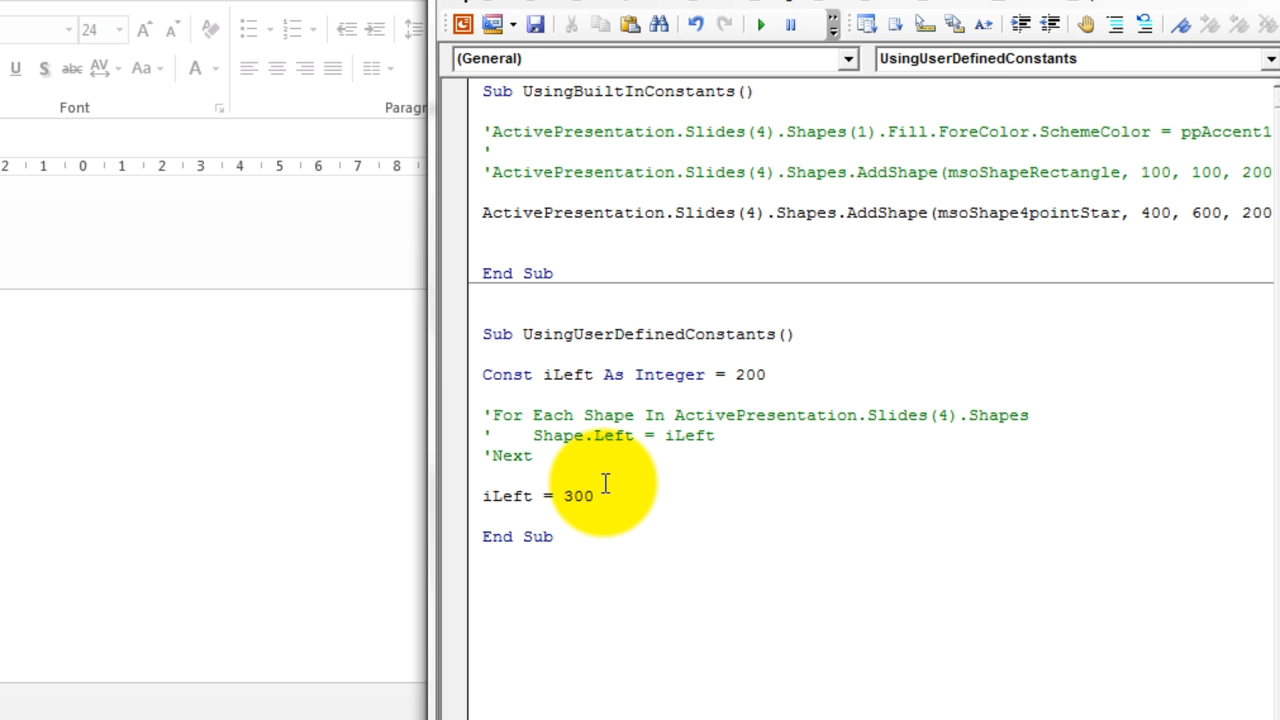 24
Aa
A
Font
Paragr
2 1 0 1 2 3 4 5 6 7 8
(General)
UsingUserDefinedConstants
Sub UsingBuiltInConstants()
'ActivePresentation.Slides(4).Shapes(1).Fill.ForeColor.SchemeColor = ppAccent1
'
'ActivePresentation.Slides(4).Shapes.AddShape(msoShapeRectangle, 100, 100, 200
ActivePresentation.Slides(4).Shapes.AddShape(msoShape4pointStar, 400, 600, 200
End Sub
Sub UsingUserDefinedConstants()
Const iLeft As Integer = 200
'For Each Shape In ActivePresentation.Slides(4).Shapes
'    Shape.Left = iLeft
'Next
iLeft = 300
End Sub